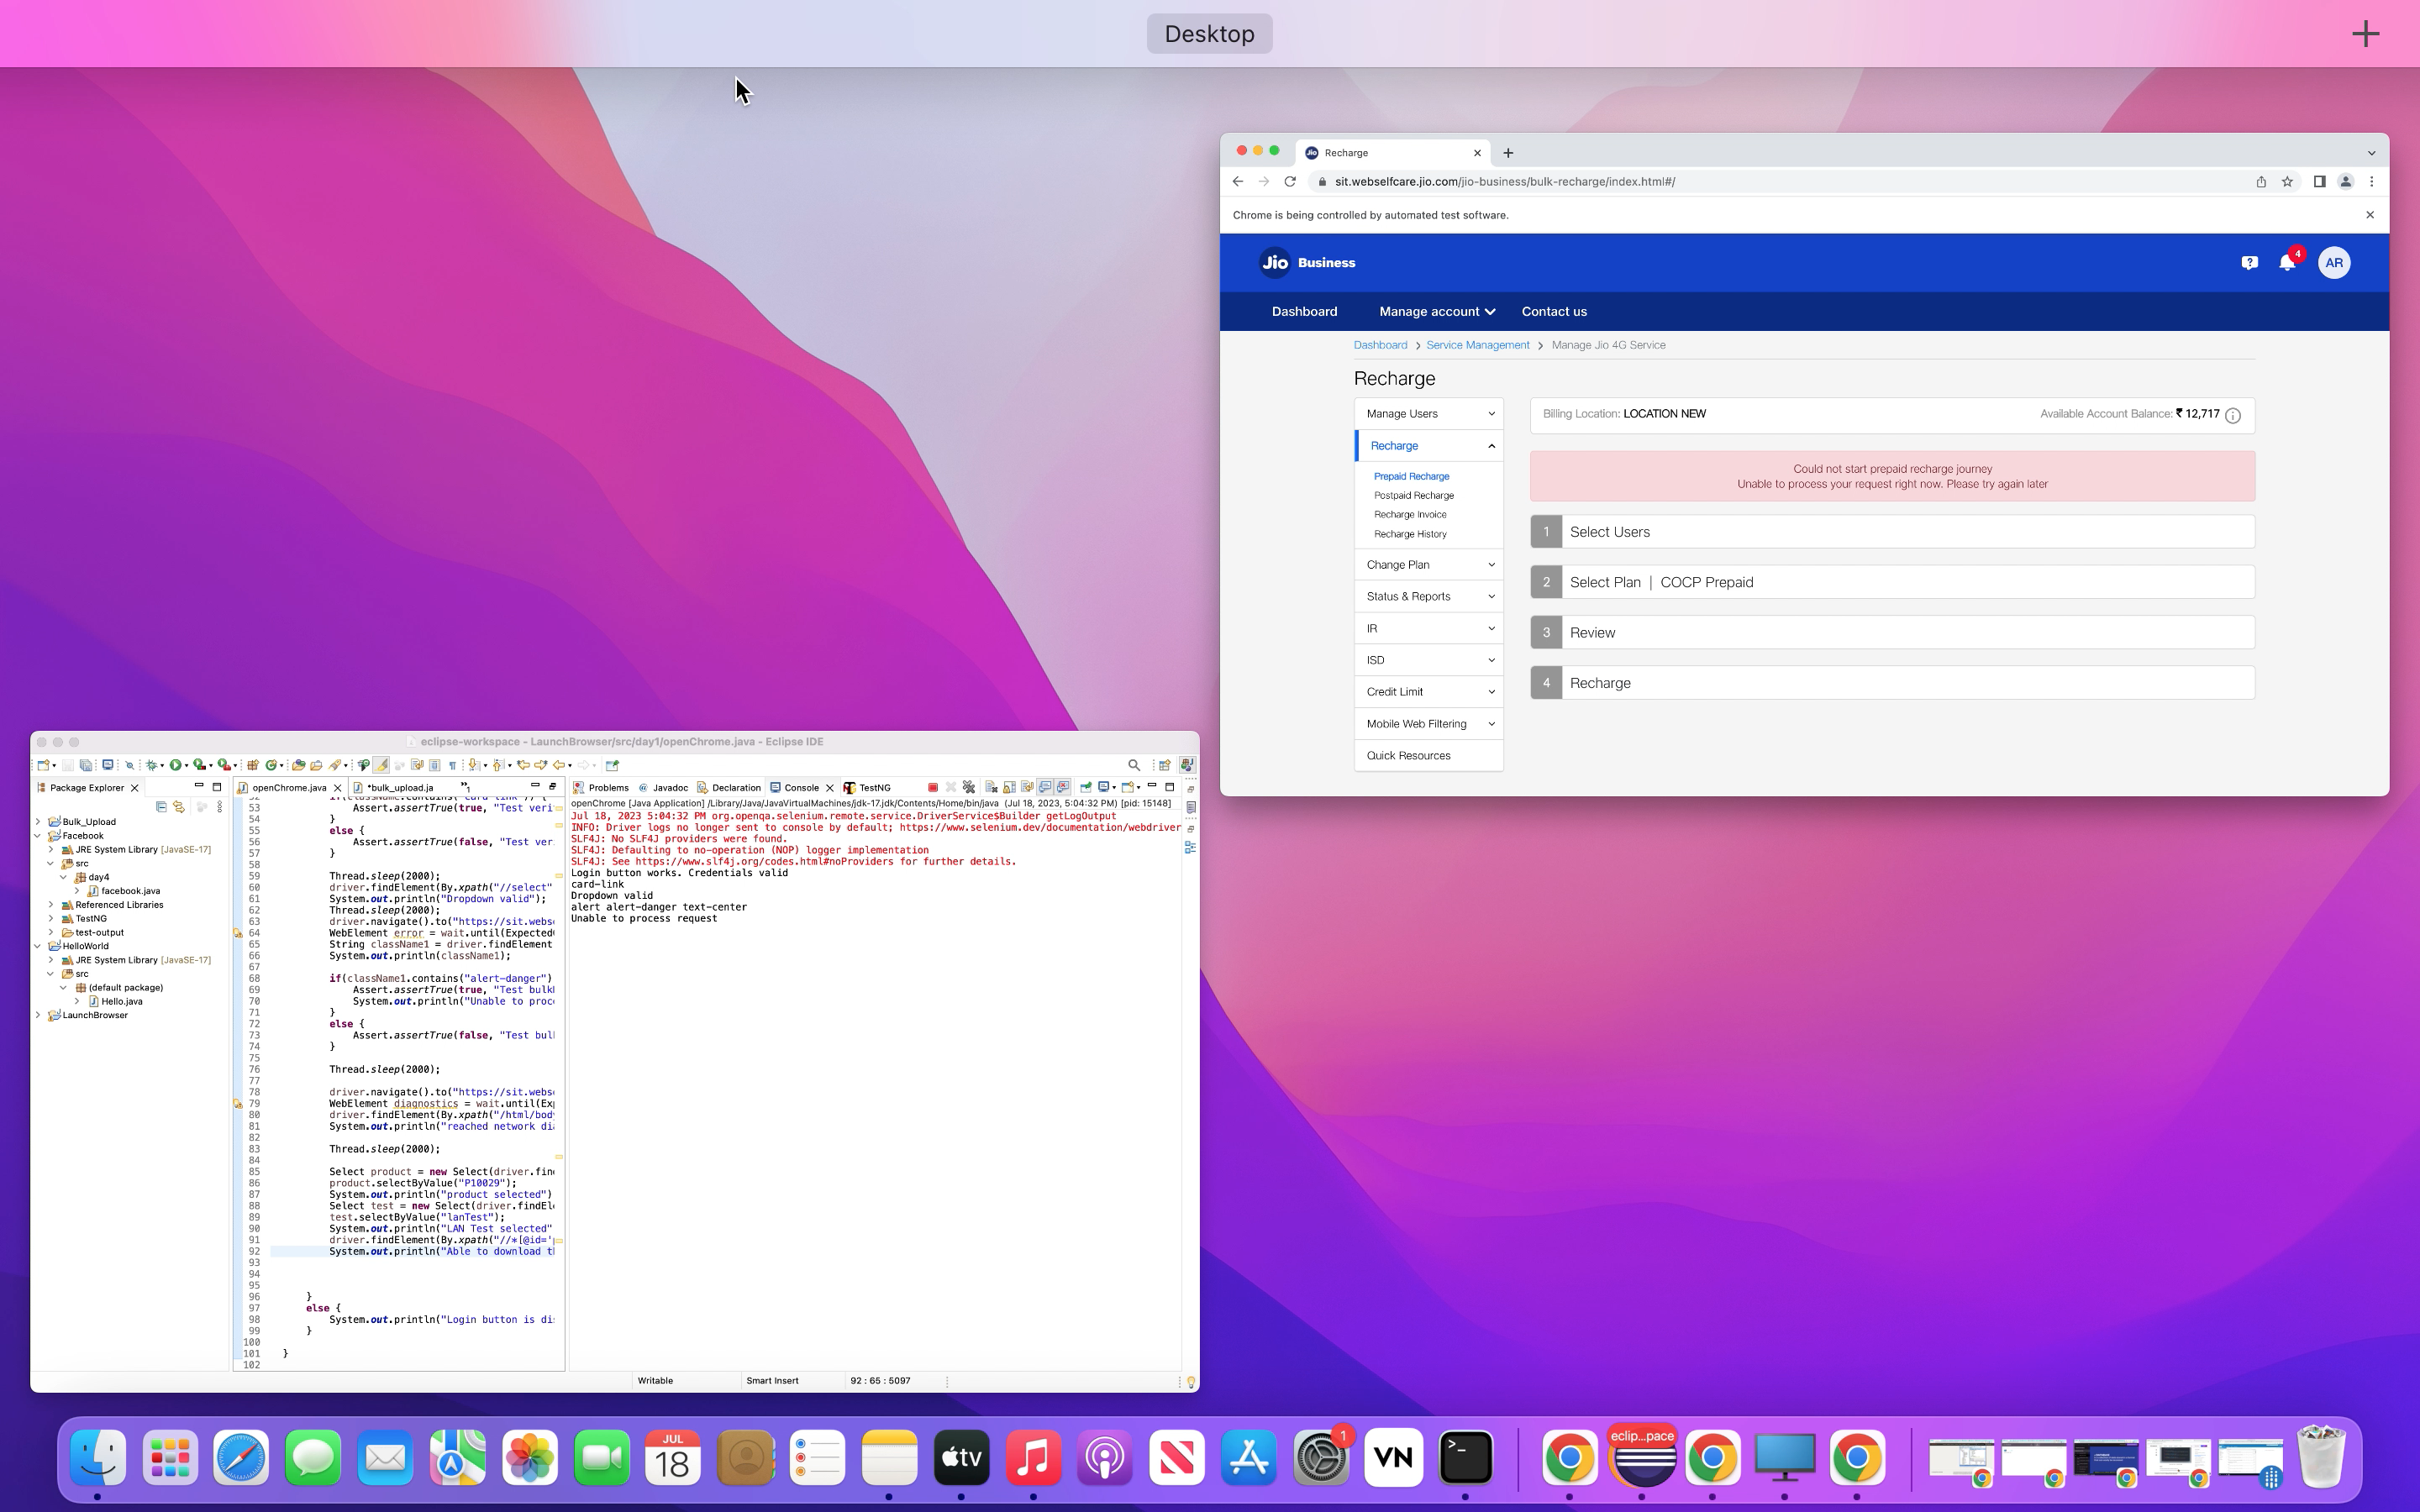 Desktop
Recharge
sit.webselfcare.jio.com/jio-business/bulk-recharge/index.html#/
Chrome is being controlled by automated test software.
Jio Business
4
AR
Dashboard Manage account Contact us
Dashboard > Service Management > Manage Jio 4G Service
Recharge
Manage Users
Billing Location: LOCATION NEW Available Account Balance: ₹ 12,717
Recharge
Could not start prepaid recharge journey
Unable to process your request right now. Please try again later
Prepaid Recharge
Postpaid Recharge
Recharge Invoice
Recharge History
1 Select Users
2 Select Plan | COCP Prepaid
3 Review
4 Recharge
Change Plan
Status & Reports
IR
ISD
Credit Limit
Mobile Web Filtering
Quick Resources
eclipse-workspace - LaunchBrowser/src/day1/openChrome.java - Eclipse IDE
Package Explorer
Bulk_Upload
Facebook
JRE System Library [JavaSE-17]
src
day4
facebook.java
Referenced Libraries
TestNG
test-output
HelloWorld
JRE System Library [JavaSE-17]
src
(default package)
Hello.java
LaunchBrowser
openChrome.java *bulk_upload.ja »1
53 Assert.assertTrue(true, "Test veri
54 }
55 else {
56 Assert.assertTrue(false, "Test ver
57 }
58
59 Thread.sleep(2000);
60 driver.findElement(By.xpath("//select"
61 System.out.println("Dropdown valid");
62 Thread.sleep(2000);
63 driver.navigate().to("https://sit.webse
64 WebElement error = wait.until(Expected
65 String className1 = driver.findElement
66 System.out.println(className1);
67
68 if(className1.contains("alert-danger")
69 Assert.assertTrue(true, "Test bulk
70 System.out.println("Unable to proc
71 }
72 else {
73 Assert.assertTrue(false, "Test bul
74 }
75
76 Thread.sleep(2000);
77
78 driver.navigate().to("https://sit.webse
79 WebElement diagnostics = wait.until(Ex
80 driver.findElement(By.xpath("/html/bod
81 System.out.println("reached network dia
82
83 Thread.sleep(2000);
84
85 Select product = new Select(driver.fin
86 product.selectByValue("P10029");
87 System.out.println("product selected")
88 Select test = new Select(driver.findEle
89 test.selectByValue("lanTest");
90 System.out.println("LAN Test selected"
91 driver.findElement(By.xpath("//*[@id='
92 System.out.println("Able to download t
93
94
95
96 }
97 else {
98 System.out.println("Login button is di
99 }
100
101 }
102
Problems Javadoc Declaration Console TestNG
openChrome [Java Application] /Library/Java/JavaVirtualMachines/jdk-17.jdk/Contents/Home/bin/java (Jul 18, 2023, 5:04:32 PM) [pid: 15148]
Jul 18, 2023 5:04:32 PM org.openqa.selenium.remote.service.DriverService$Builder getLogOutput
INFO: Driver logs no longer sent to console by default; https://www.selenium.dev/documentation/webdriver
SLF4J: No SLF4J providers were found.
SLF4J: Defaulting to no-operation (NOP) logger implementation
SLF4J: See https://www.slf4j.org/codes.html#noProviders for further details.
Login button works. Credentials valid
card-link
Dropdown valid
alert alert-danger text-center
Unable to process request
Writable Smart Insert 92 : 65 : 5097
JUL
18
tv
1
VN
>_
eclip...pace